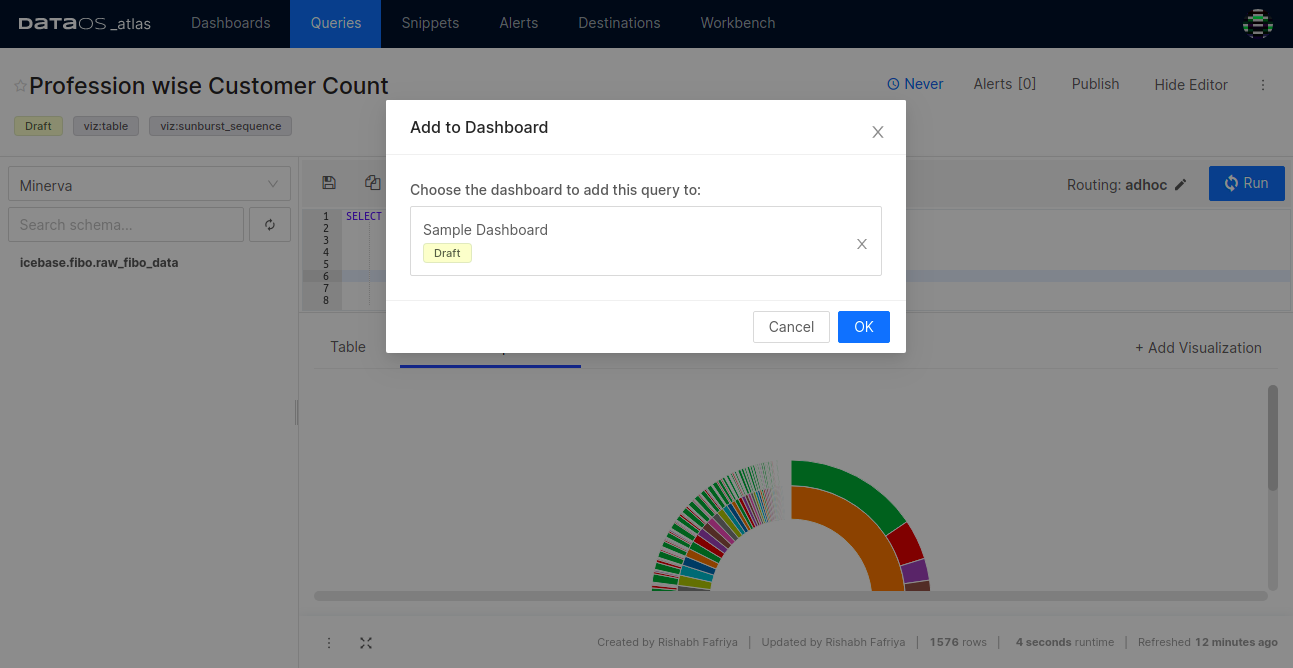 DATAOS _atlas Dashboards Queries Snippets Alerts Destinations Workbench
Profession wise Customer Count
Never Alerts [0] Publish Hide Editor
Draft viz:table viz:sunburst_sequence
Add to Dashboard
Minerva
Choose the dashboard to add this query to:
Routing: adhoc
Run
Search schema...
Sample Dashboard
Draft
icebase.fibo.raw_fibo_data
1 SELECT
2
3
4
5
6
7
8
Cancel OK
Table
+ Add Visualization
Created by Rishabh Fafriya | Updated by Rishabh Fafriya | 1576 rows | 4 seconds runtime | Refreshed 12 minutes ago